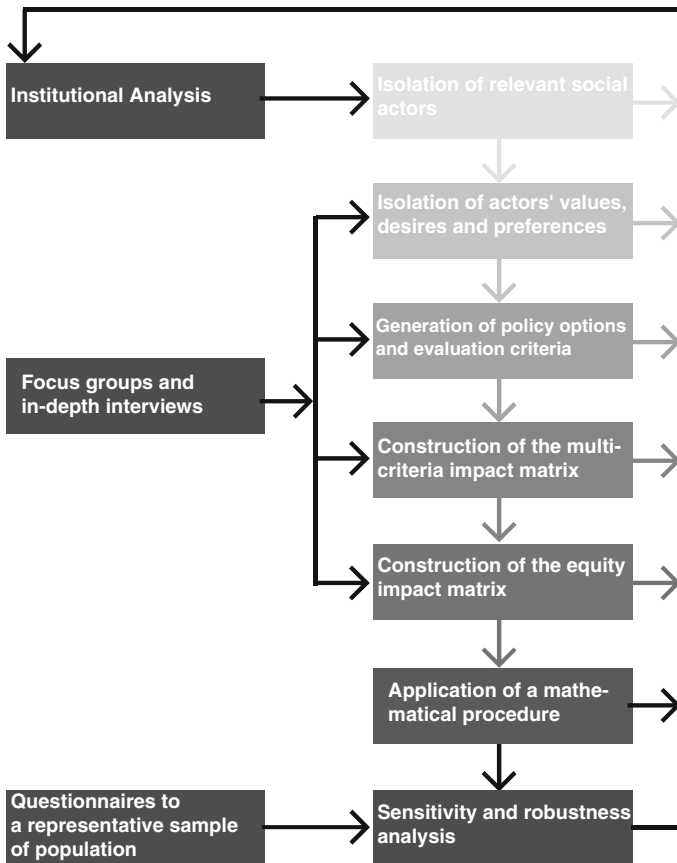 Institutional Analysis
Isolation of relevant social
actors
Isolation of actors' values,
desires and preferences
Generation of policy options
and evaluation criteria
Focus groups and
in-depth interviews
Construction of the multi-
criteria impact matrix
Construction of the equity
impact matrix
Application of a mathe-
matical procedure
Questionnaires to
a representative sample
of population
Sensitivity and robustness
analysis